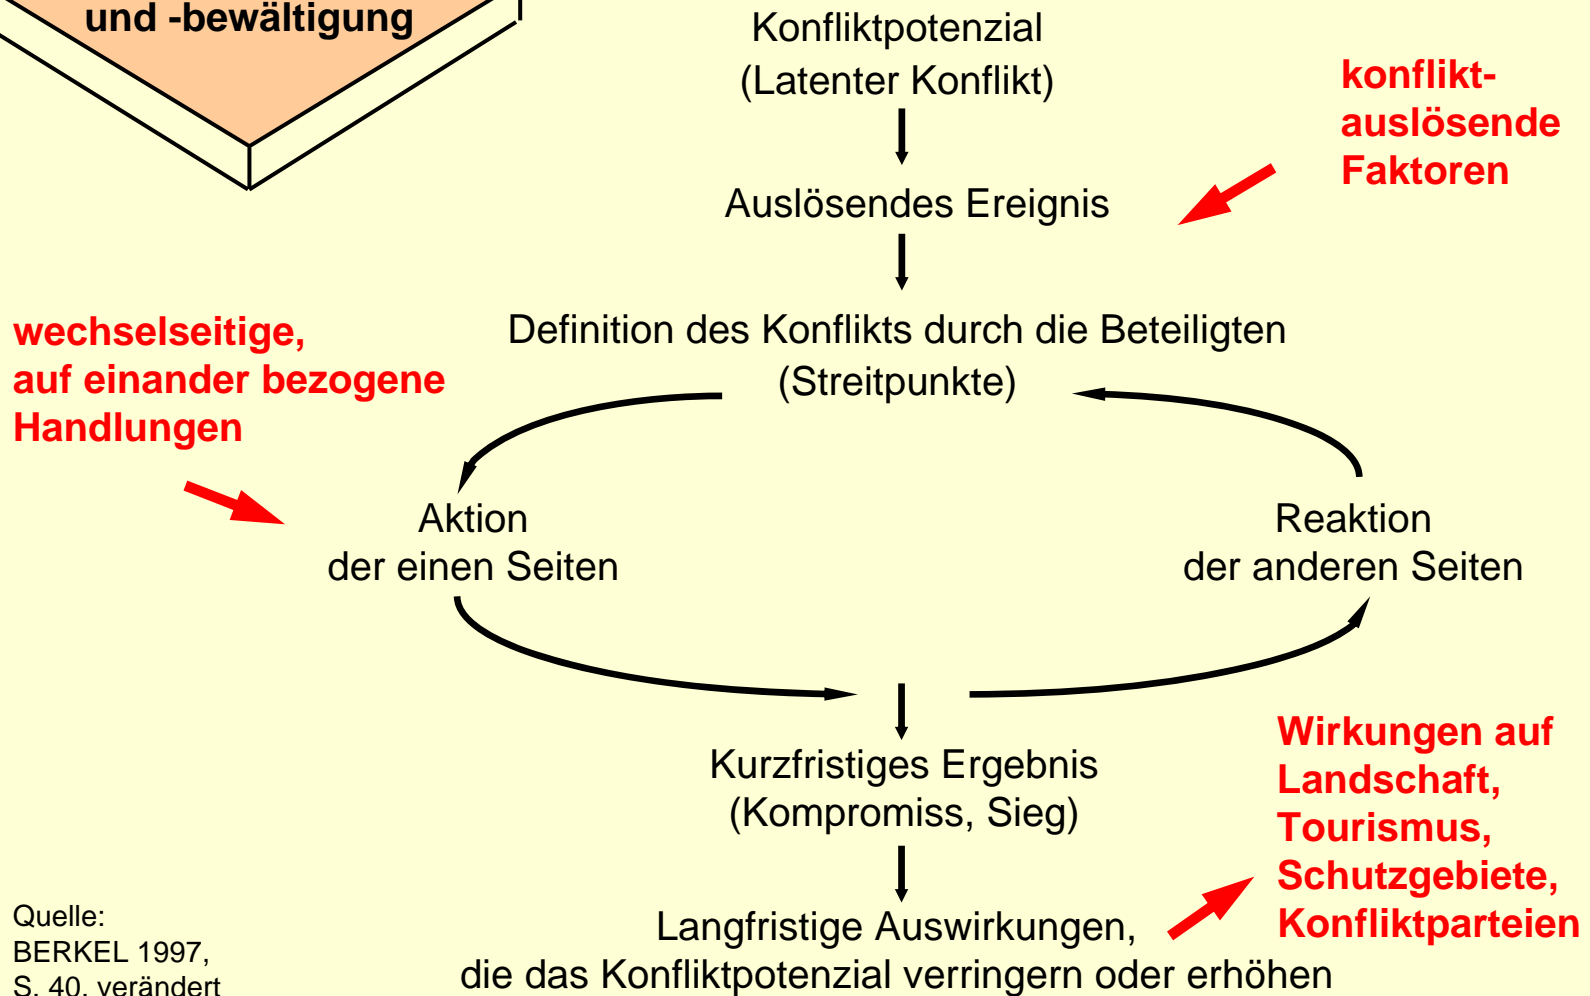 und -bewältigung
Konfliktpotenzial
(Latenter Konflikt)
konflikt-
auslösende
Faktoren
Auslösendes Ereignis
Definition des Konflikts durch die Beteiligten
(Streitpunkte)
wechselseitige,
auf einander bezogene
Handlungen
Aktion
der einen Seiten
Reaktion
der anderen Seiten
Kurzfristiges Ergebnis
(Kompromiss, Sieg)
Wirkungen auf
Landschaft,
Tourismus,
Schutzgebiete,
Konfliktparteien
Langfristige Auswirkungen,
die das Konfliktpotenzial verringern oder erhöhen
Quelle:
BERKEL 1997,
S. 40, verändert